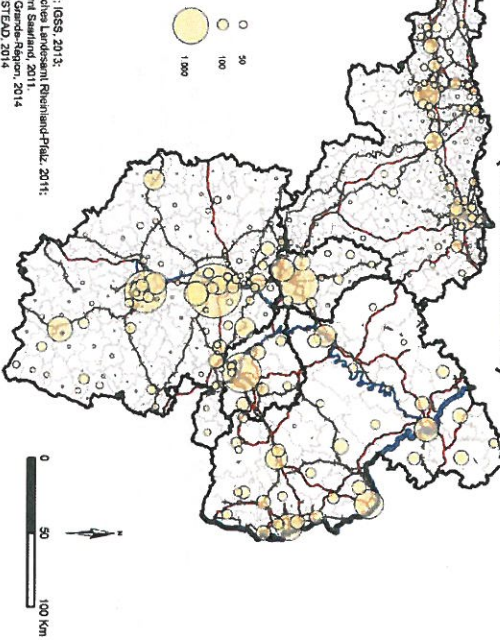 50
100
1.000
: IGSS, 2013;
ches Landesamt Rheinland-Pfalz, 2011;
mt Saarland, 2011.
Grande-Région, 2014
STEAD, 2014
0
50
100 Km